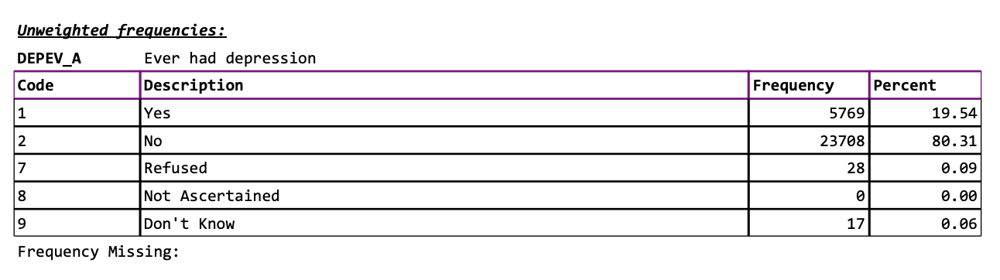 Unweighted frequencies:
DEPEV_A Ever had depression
Code Description Frequency Percent
1 Yes 5769 19.54
2 No 23708 80.31
7 Refused 28 0.09
8 Not Ascertained 0 0.00
9 Don't Know 17 0.06
Frequency Missing: